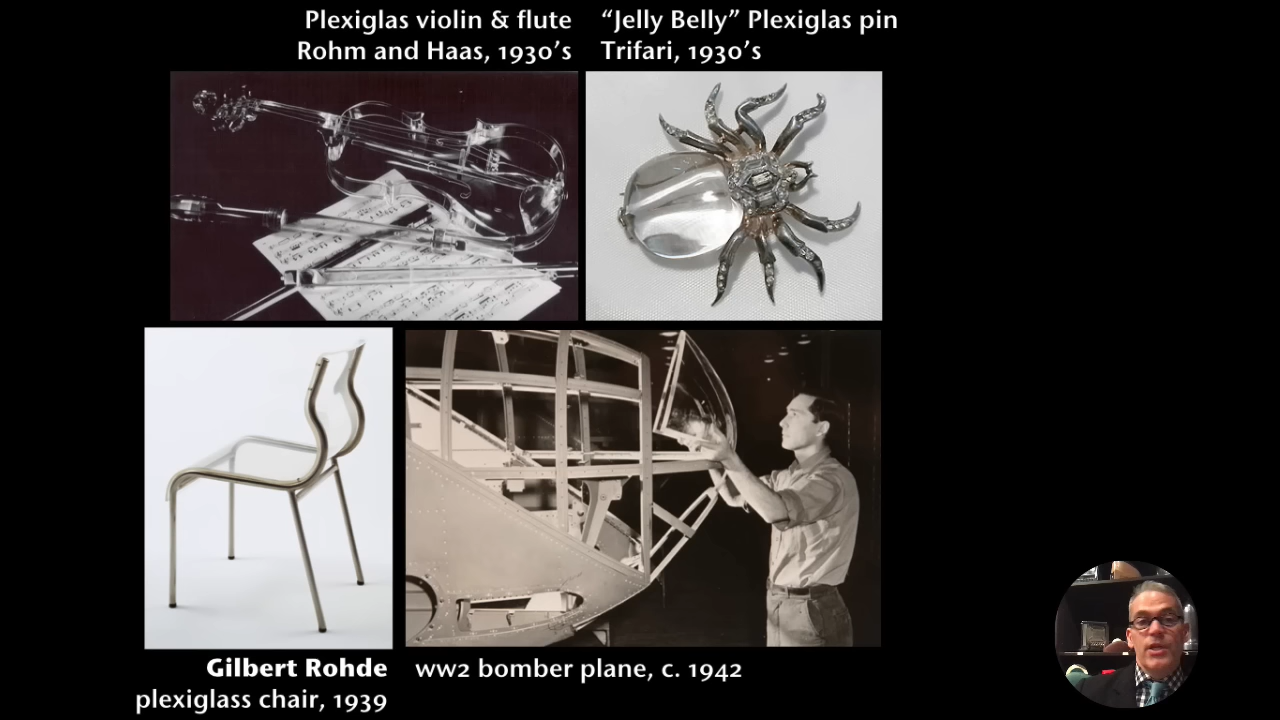 Plexiglas violin & flute
Rohm and Haas, 1930’s
“Jelly Belly” Plexiglas pin
Trifari, 1930’s
Gilbert Rohde
plexiglass chair, 1939
ww2 bomber plane, c. 1942